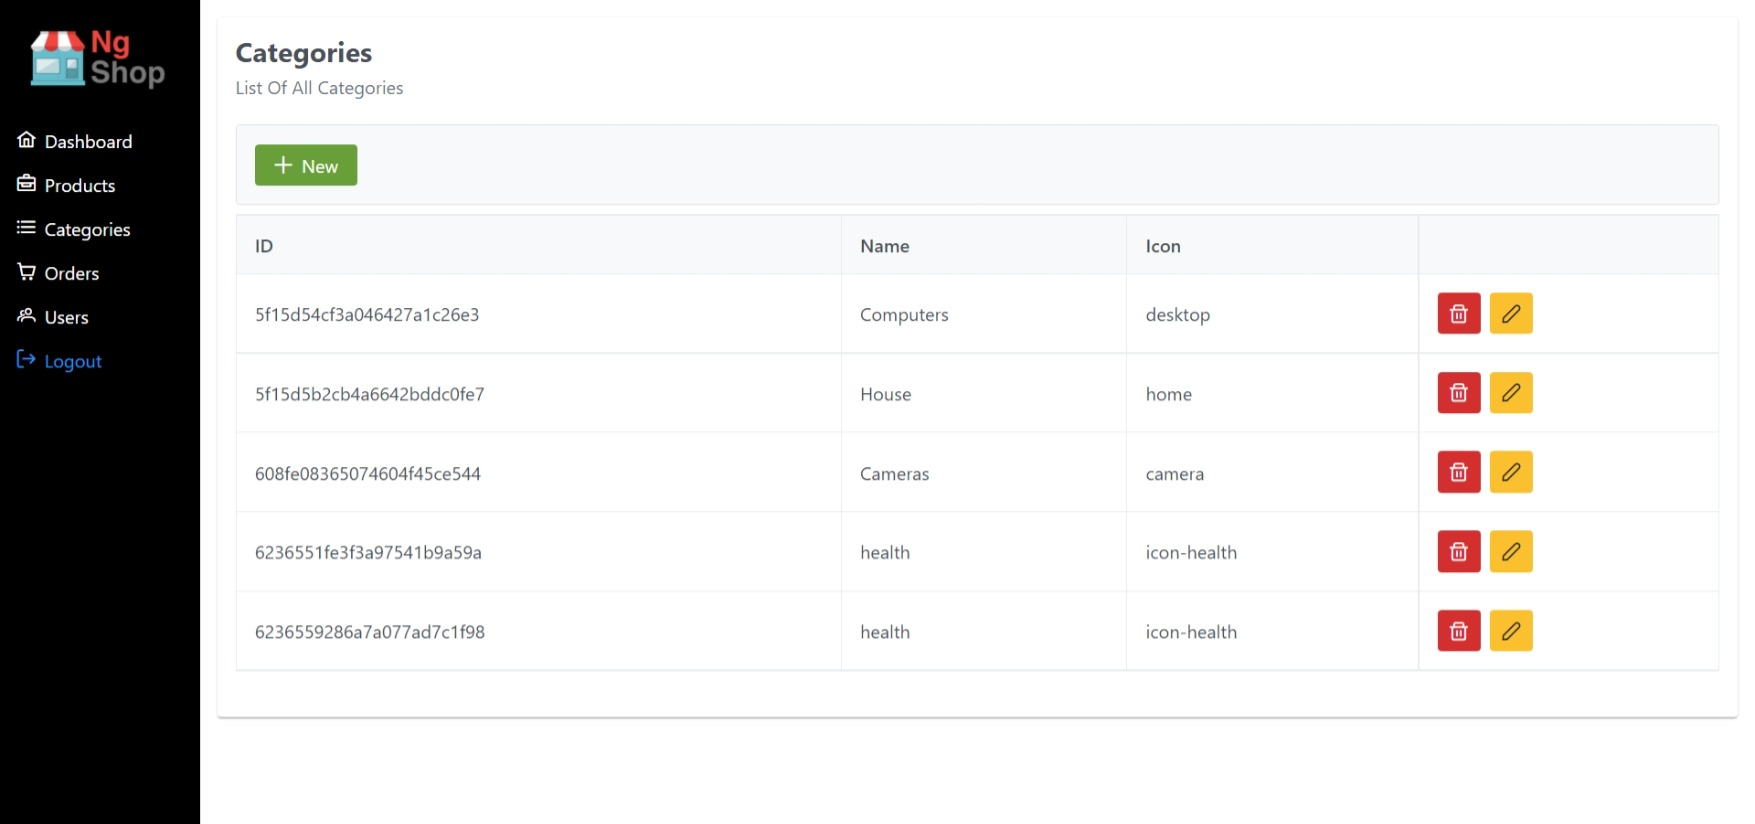 Ng
Shop
Dashboard
Products
Categories
Orders
Users
Logout
Categories
List Of All Categories
New
ID Name Icon
5f15d54cf3a046427a1c26e3 Computers desktop
5f15d5b2cb4a6642bddc0fe7 House home
608fe08365074604f45ce544 Cameras camera
6236551fe3f3a97541b9a59a health icon-health
6236559286a7a077ad7c1f98 health icon-health